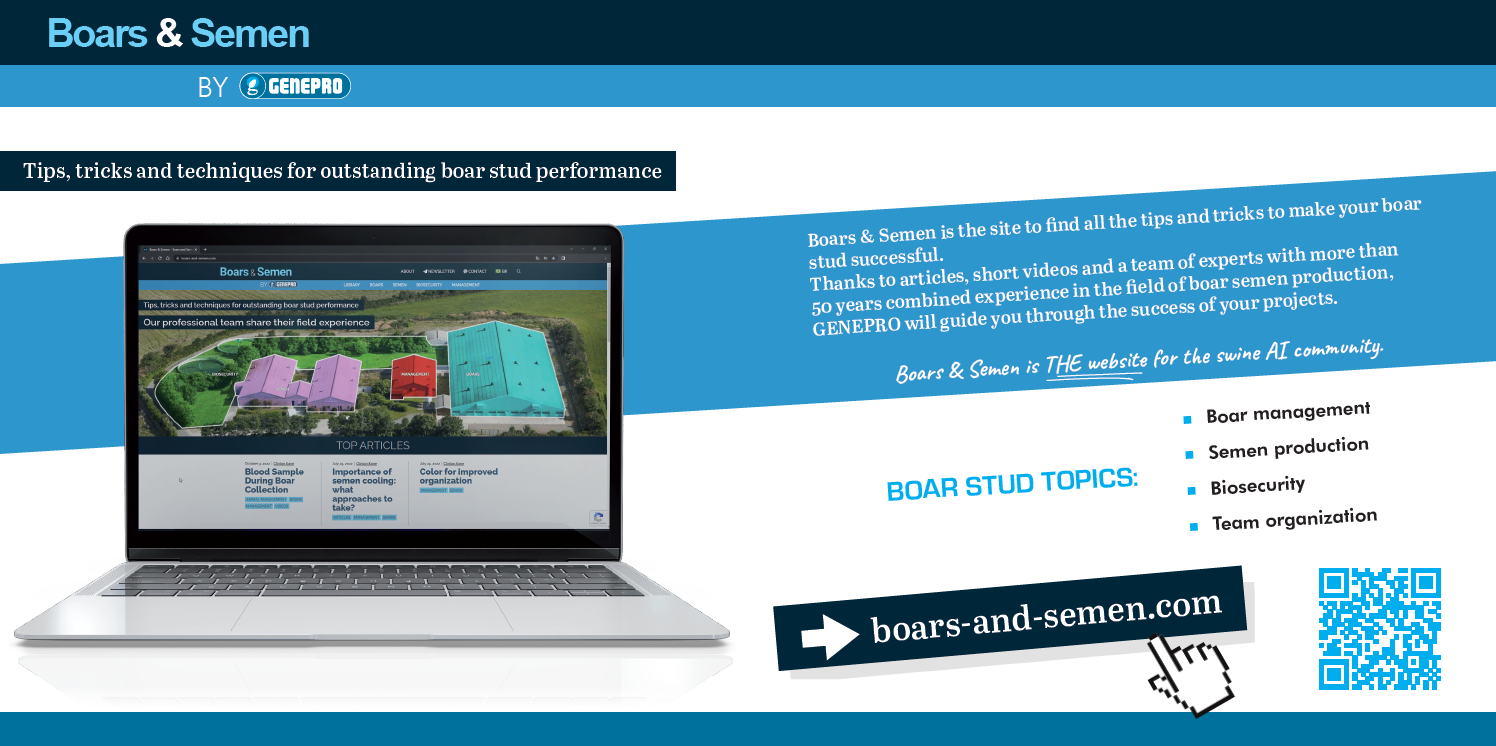 Boars & Semen
BY GENEPRO
Tips, tricks and techniques for outstanding boar stud performance
Boars & Semen is the site to find all the tips and tricks to make your boar
stud successful.
Thanks to articles, short videos and a team of experts with more than
50 years combined experience in the field of boar semen production,
GENEPRO will guide you through the success of your projects.
Boars & Semen is THE website for the swine AI community.
Boars & Semen
ABOUT NEWSLETTER CONTACT
BY GENEPRO
LIBRARY BOARS SEMEN BIOSECURITY MANAGEMENT
Tips, tricks and techniques for outstanding boar stud performance
Our professional team share their field experience
BIOSECURITY
MANAGEMENT
BOARS
TOP ARTICLES
Blood Sample
During Boar
Collection
Importance of
semen cooling:
what
approaches to
take?
Color for improved
organization
BOAR STUD TOPICS:
Boar management
Semen production
Biosecurity
Team organization
boars-and-semen.com